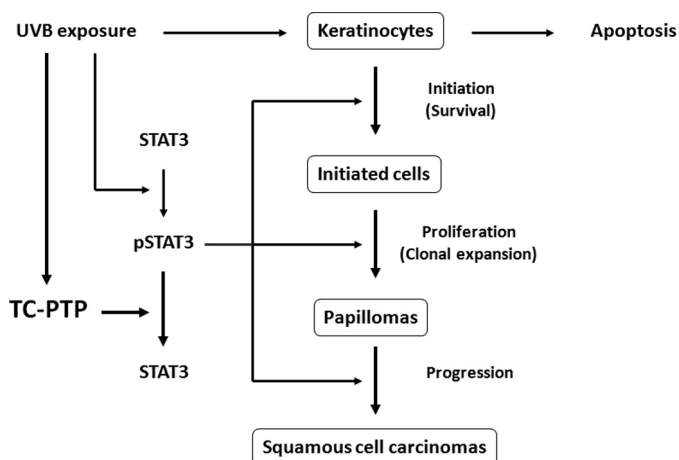 UVB exposure
Keratinocytes
Apoptosis
Initiation
(Survival)
STAT3
Initiated cells
pSTAT3
Proliferation
(Clonal expansion)
TC-PTP
Papillomas
STAT3
Progression
Squamous cell carcinomas